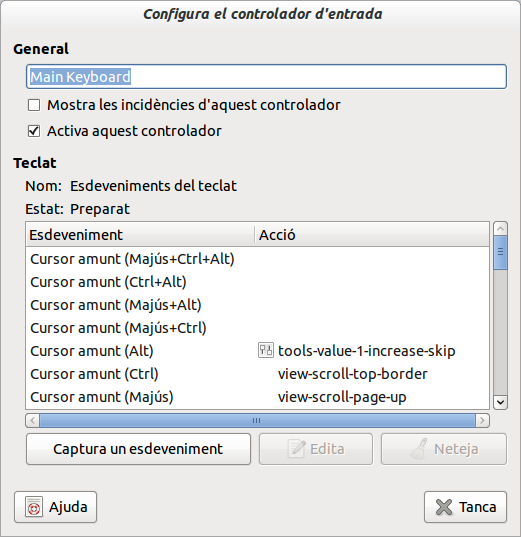 Configura el controlador d'entrada
General
Main Keyboard
Mostra les incidències d'aquest controlador
Activa aquest controlador
Teclat
Nom: Esdeveniments del teclat
Estat: Preparat
Esdeveniment Acció
Cursor amunt (Majús+Ctrl+Alt)
Cursor amunt (Ctrl+Alt)
Cursor amunt (Majús+Alt)
Cursor amunt (Majús+Ctrl)
Cursor amunt (Alt) tools-value-1-increase-skip
Cursor amunt (Ctrl) view-scroll-top-border
Cursor amunt (Majús) view-scroll-page-up
Captura un esdeveniment Edita Neteja
Ajuda Tanca